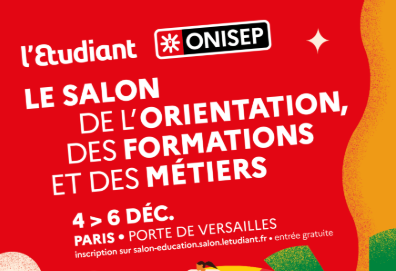 l'Etudiant ONISEP
LE SALON
DE L'ORIENTATION,
DES FORMATIONS
ET DES MÉTIERS
4 > 6 DÉC.
PARIS • PORTE DE VERSAILLES
inscription sur salon-education.salon.letudiant.fr • entrée gratuite